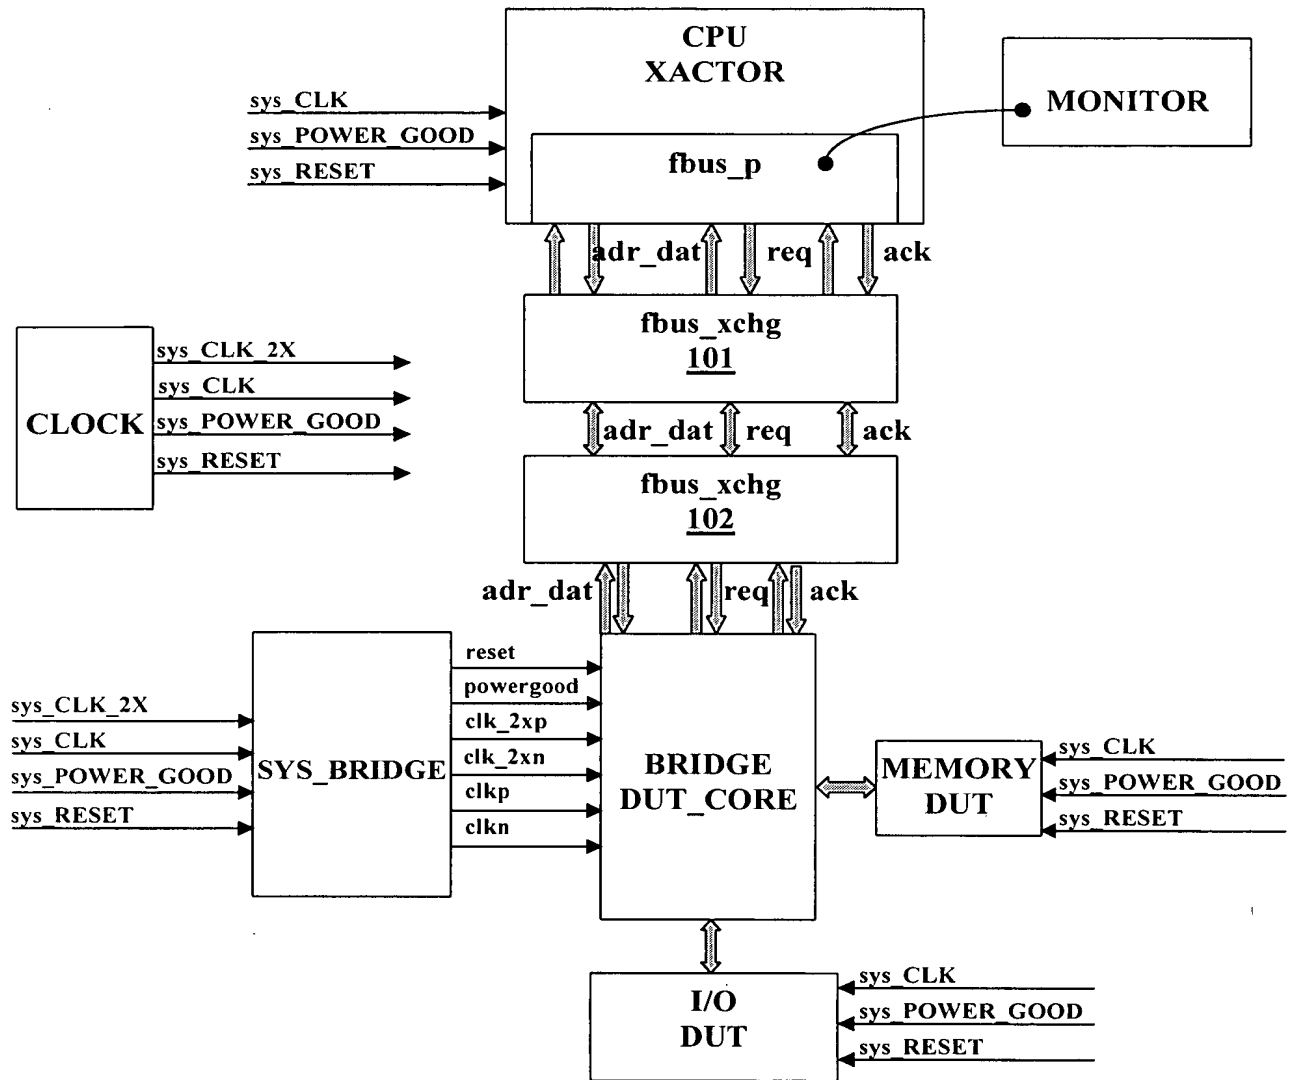 CPU
XACTOR
MONITOR
sys_CLK
sys_POWER_GOOD
sys_RESET
fbus_p
adr_dat req ack
fbus_xchg
101
CLOCK
sys_CLK_2X
sys_CLK
sys_POWER_GOOD
sys_RESET
adr_dat req ack
fbus_xchg
102
adr_dat req ack
sys_CLK_2X
sys_CLK
sys_POWER_GOOD
sys_RESET
SYS_BRIDGE
reset
powergood
clk_2xp
clk_2xn
clkp
clkn
BRIDGE
DUT_CORE
MEMORY
DUT
sys_CLK
sys_POWER_GOOD
sys_RESET
I/O
DUT
sys_CLK
sys_POWER_GOOD
sys_RESET